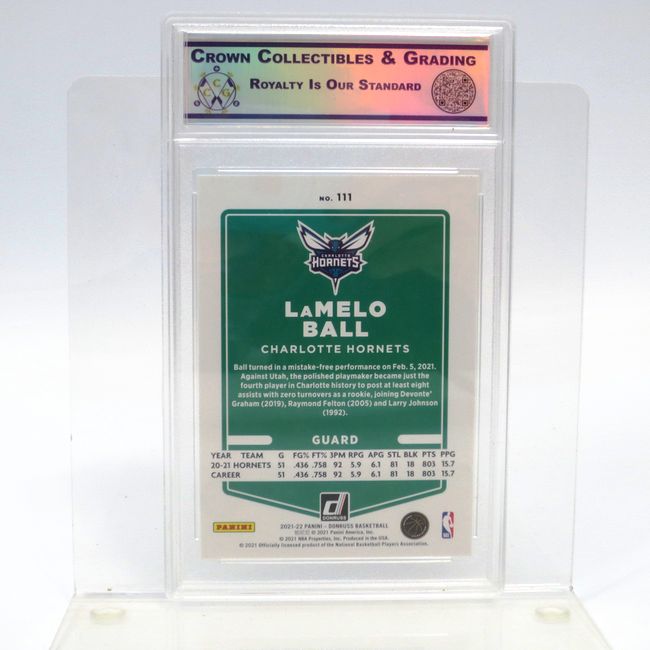 CROWN COLLECTIBLES & GRADING
ROYALTY IS OUR STANDARD
CCG
NO. 111
CHARLOTTE
HORNETS
LaMELO
BALL
CHARLOTTE HORNETS
Ball turned in a mistake-free performance on Feb. 5, 2021.
Against Utah, the polished playmaker became just the
fourth player in Charlotte history to post at least eight
assists with zero turnovers as a rookie, joining Devonte'
Graham (2019), Raymond Felton (2005) and Larry Johnson
(1992).
GUARD
YEAR TEAM G FG% FT% 3PM RPG APG STL BLK PTS PPG
20-21 HORNETS 51 .436 .758 92 5.9 6.1 81 18 803 15.7
CAREER 51 .436 .758 92 5.9 6.1 81 18 803 15.7
d
DONRUSS
PANINI
2021-22 PANINI - DONRUSS BASKETBALL
© 2021 Panini America, Inc.
© 2021 NBA Properties, Inc. Produced in the USA.
© 2021 Officially licensed product of the National Basketball Players Association.